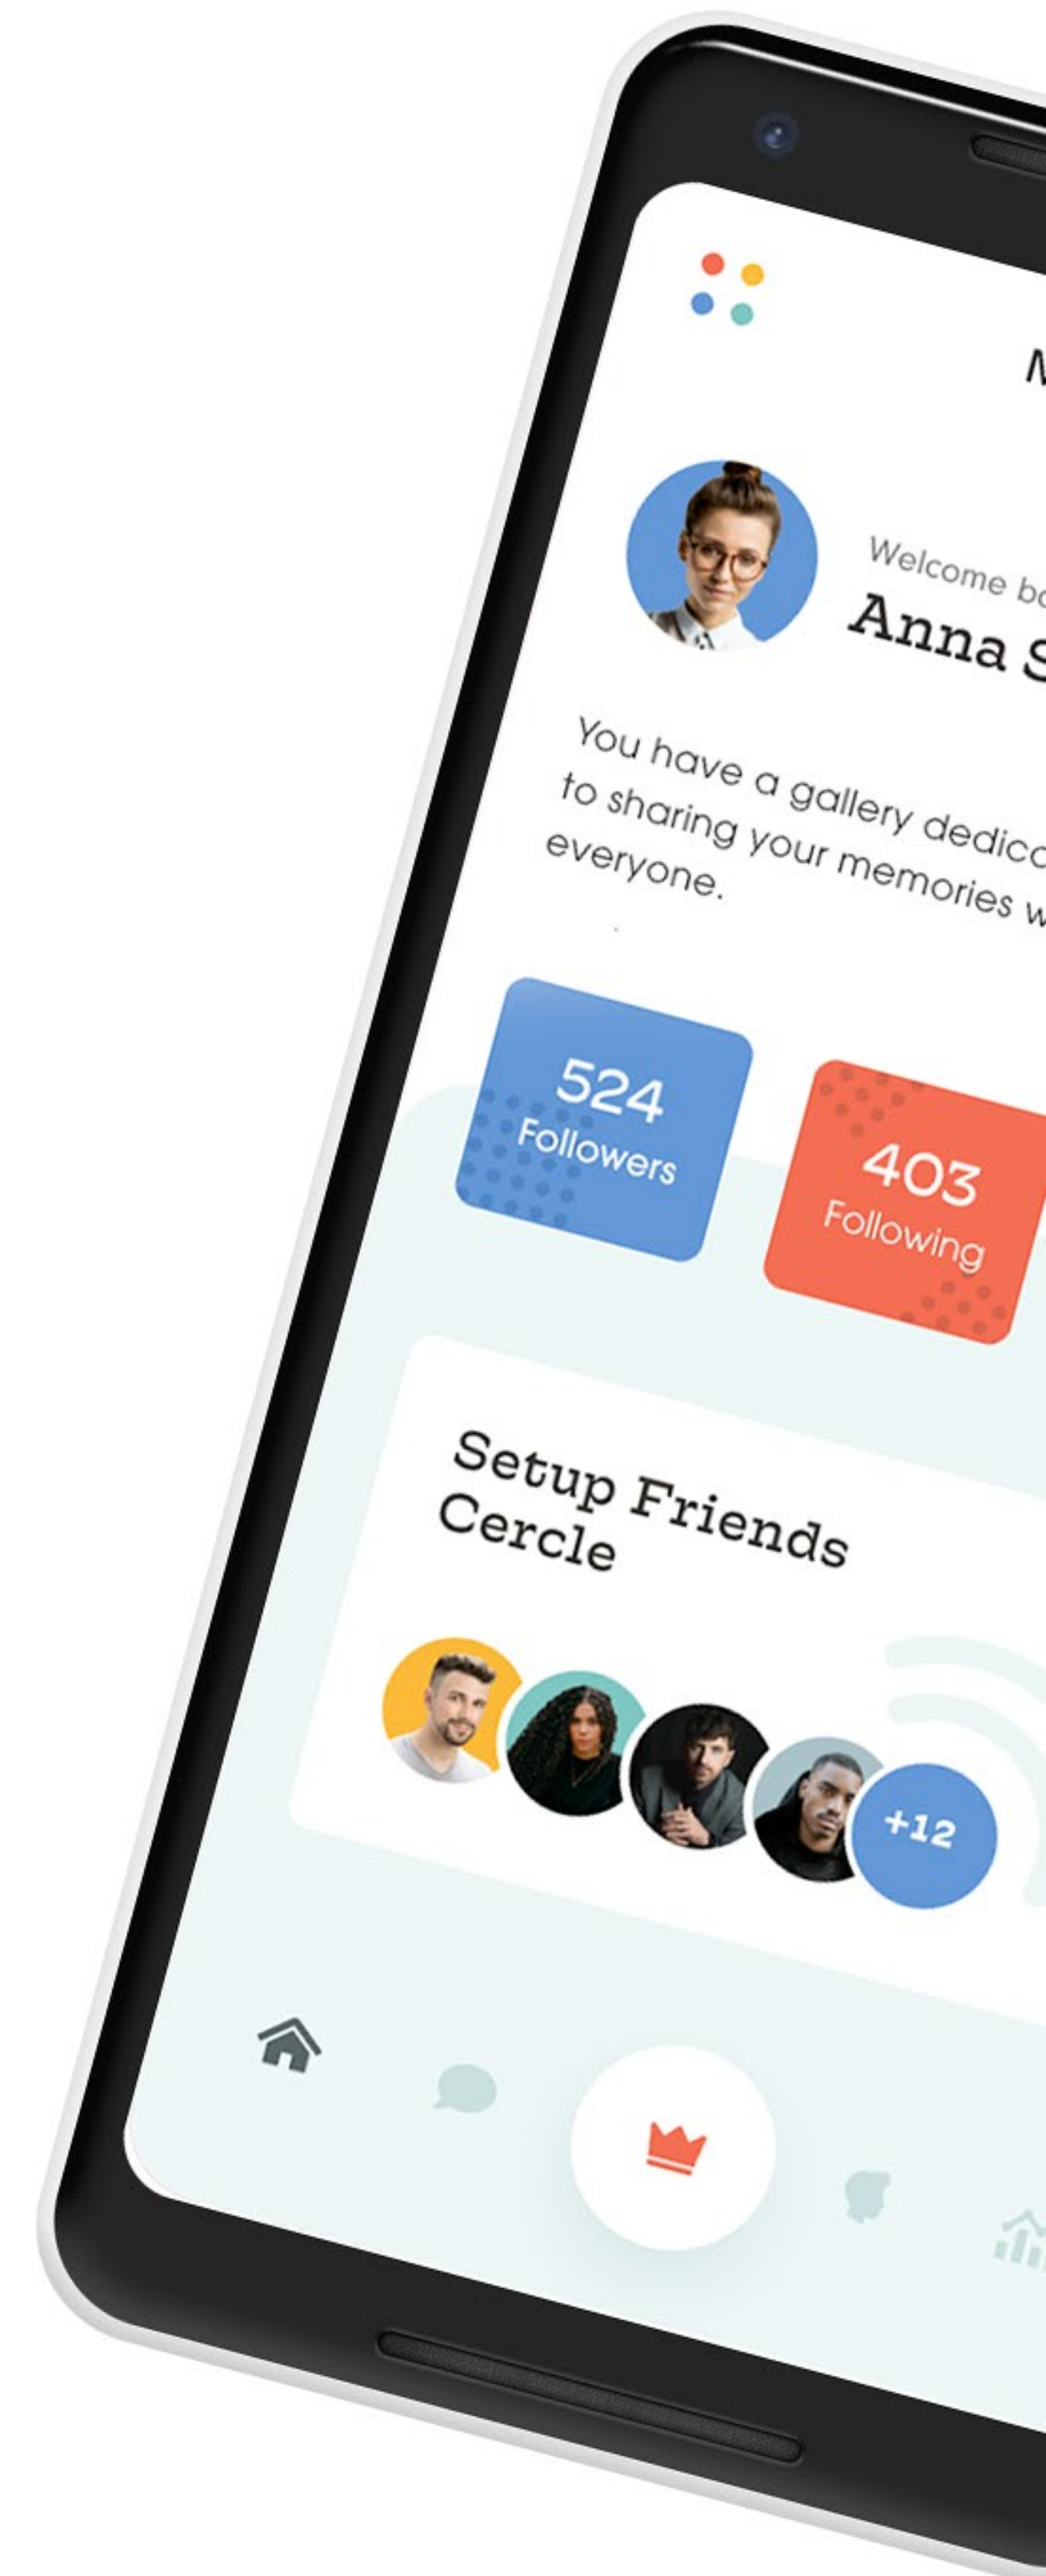 Welcome
Anna S
You have a gallery
to sharing your memories
everyone.
524
Followers
403
Following
Setup Friends
Cercle
+12